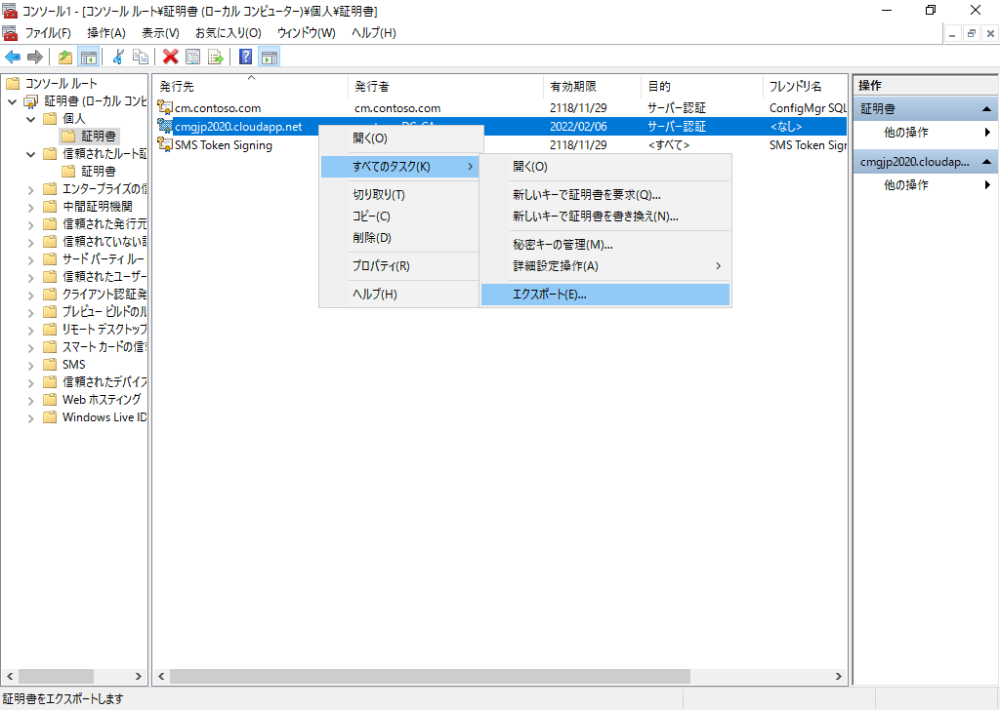 コンソール1 - [コンソール ルート¥証明書 (ローカル コンピューター)¥個人¥証明書]
ファイル(F) 操作(A) 表示(V) お気に入り(O) ウィンドウ(W) ヘルプ(H)
コンソール ルート
証明書 (ローカル コンピ
個人
証明書
信頼されたルート証
証明書
エンタープライズの信
中間証明機関
信頼された発行元
信頼されていない証
サード パーティ ルー
信頼されたユーザー
クライアント認証発
プレビュー ビルドのル
リモート デスクトップ
スマート カードの信頼
SMS
信頼されたデバイス
Web ホスティング
Windows Live ID
発行先 発行者 有効期限 目的 フレンドリ名
cm.contoso.com cm.contoso.com 2118/11/29 サーバー認証 ConfigMgr SQL
cmgjp2020.cloudapp.net 2022/02/06 サーバー認証 <なし>
SMS Token Signing 2118/11/29 <すべて> SMS Token Sign
開く(O)
すべてのタスク(K)
切り取り(T)
コピー(C)
削除(D)
プロパティ(R)
ヘルプ(H)
開く(O)
新しいキーで証明書を要求(Q)...
新しいキーで証明書を書き換え(N)...
秘密キーの管理(M)...
詳細設定操作(A)
エクスポート(E)...
操作
証明書
他の操作
cmgjp2020.cloudap...
他の操作
証明書をエクスポートします